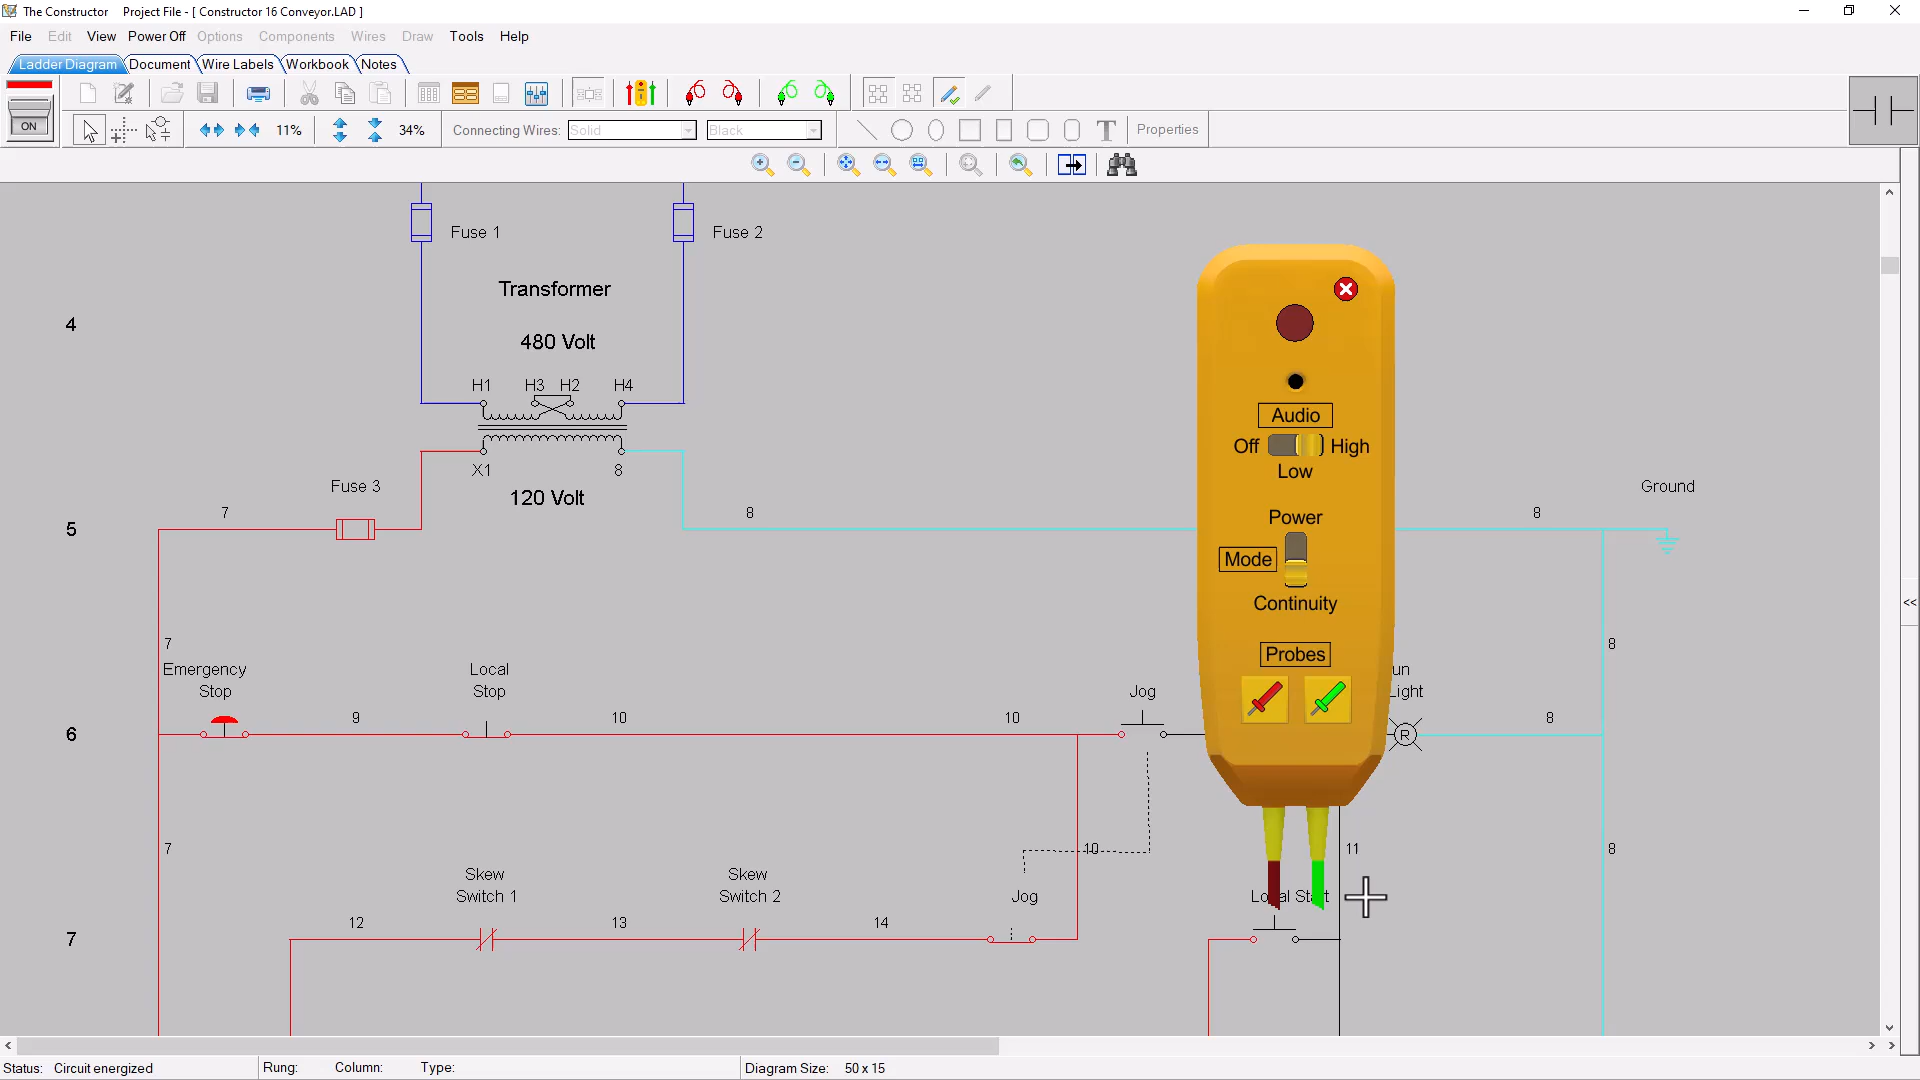 The Constructor Project File - [ Constructor 16 Conveyor.LAD ]
File Edit View Power Off Options Components Wires Draw Tools Help
Ladder Diagram Document Wire Labels Workbook Notes
ON
11% 34% Connecting Wires: Solid Black T Properties
Fuse 1 Fuse 2
Transformer
4
480 Volt
H1 H3 H2 H4
X1 8
120 Volt
Fuse 3
7 8 8
Ground
5
Audio
Off High
Low
Power
Mode
Continuity
Probes
7 8
Emergency
Stop
Local
Stop
Jog
un
Light
9 10 10 8
6
R
7 10 11 8
Skew
Switch 1
Skew
Switch 2
Jog
Local Start
12 13 14
7
<<
Status: Circuit energized Rung: Column: Type: Diagram Size: 50 x 15